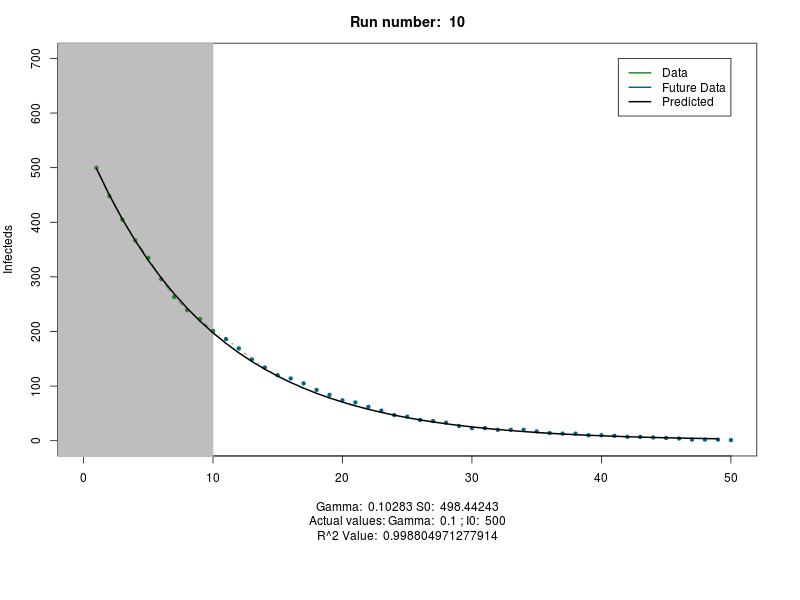 Run number:  10
700
600
500
400
300
200
100
0
Infecteds
Data
Future Data
Predicted
0 10 20 30 40 50
Gamma:  0.10283 S0:  498.44243
Actual values: Gamma:  0.1 ; I0:  500
R^2 Value:  0.998804971277914